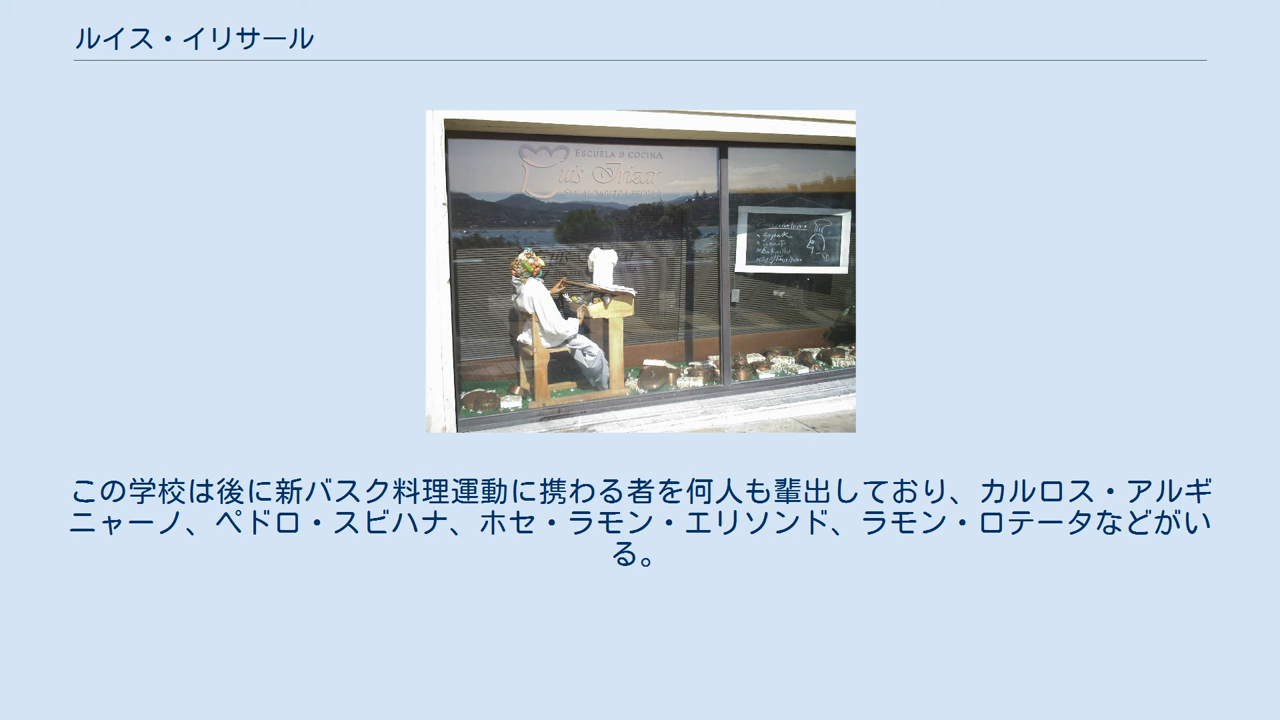 ルイス・イリサール
ESCUELA D COCINA
Luis Irizar
この学校は後に新バスク料理運動に携わる者を何人も輩出しており、カルロス・アルギ
ニャーノ、ペドロ・スビハナ、ホセ・ラモン・エリソンド、ラモン・ロテータなどがい
る。